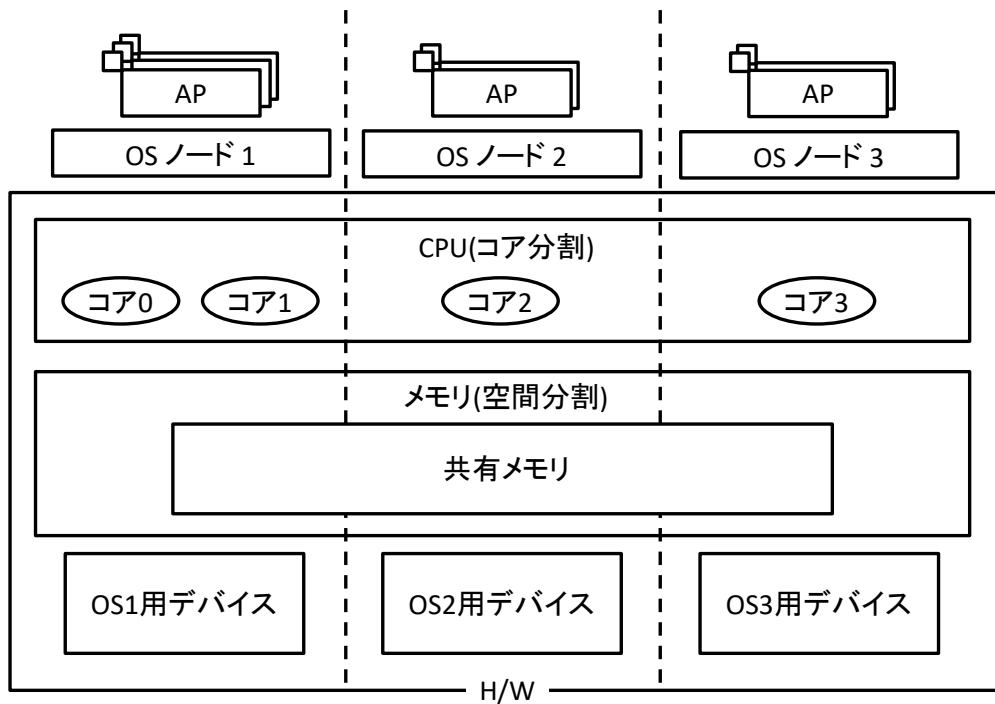 AP
AP
AP
OS ノード 1
OS ノード 2
OS ノード 3
CPU(コア分割)
コア0
コア1
コア2
コア3
メモリ(空間分割)
共有メモリ
OS1用デバイス
OS2用デバイス
OS3用デバイス
H/W